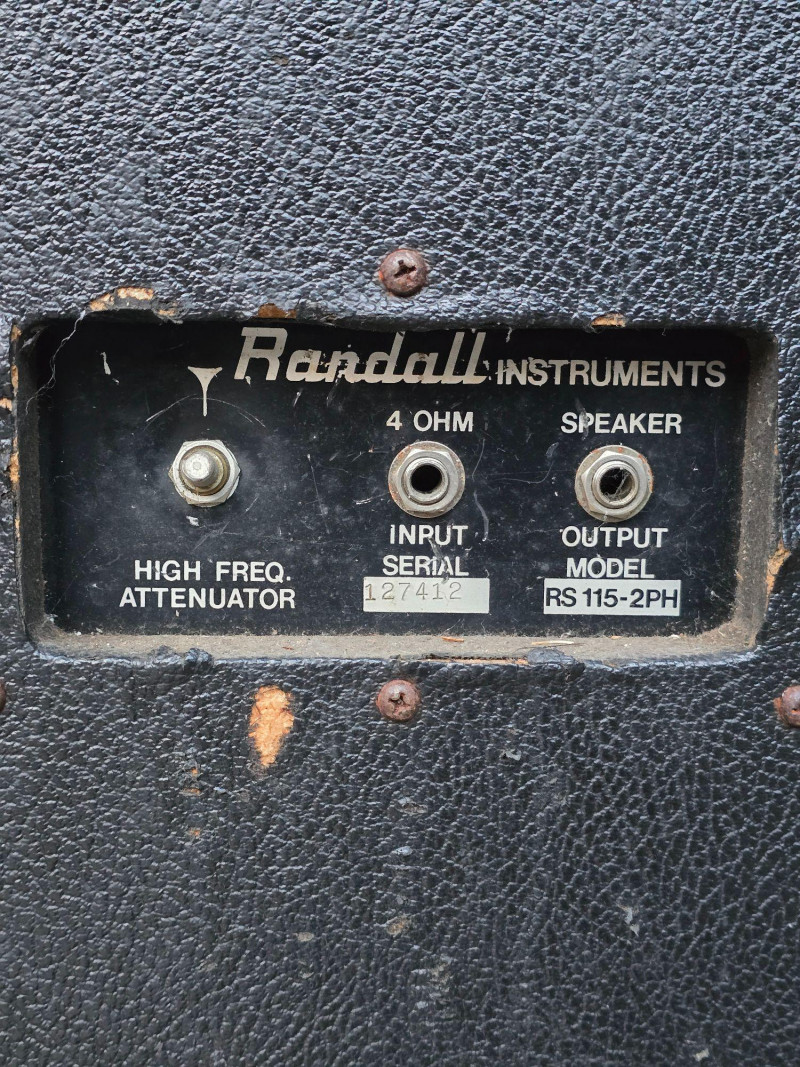 Randall INSTRUMENTS
4 OHM
SPEAKER
INPUT
OUTPUT
HIGH FREQ.
ATTENUATOR
SERIAL
127412
MODEL
RS 115-2PH